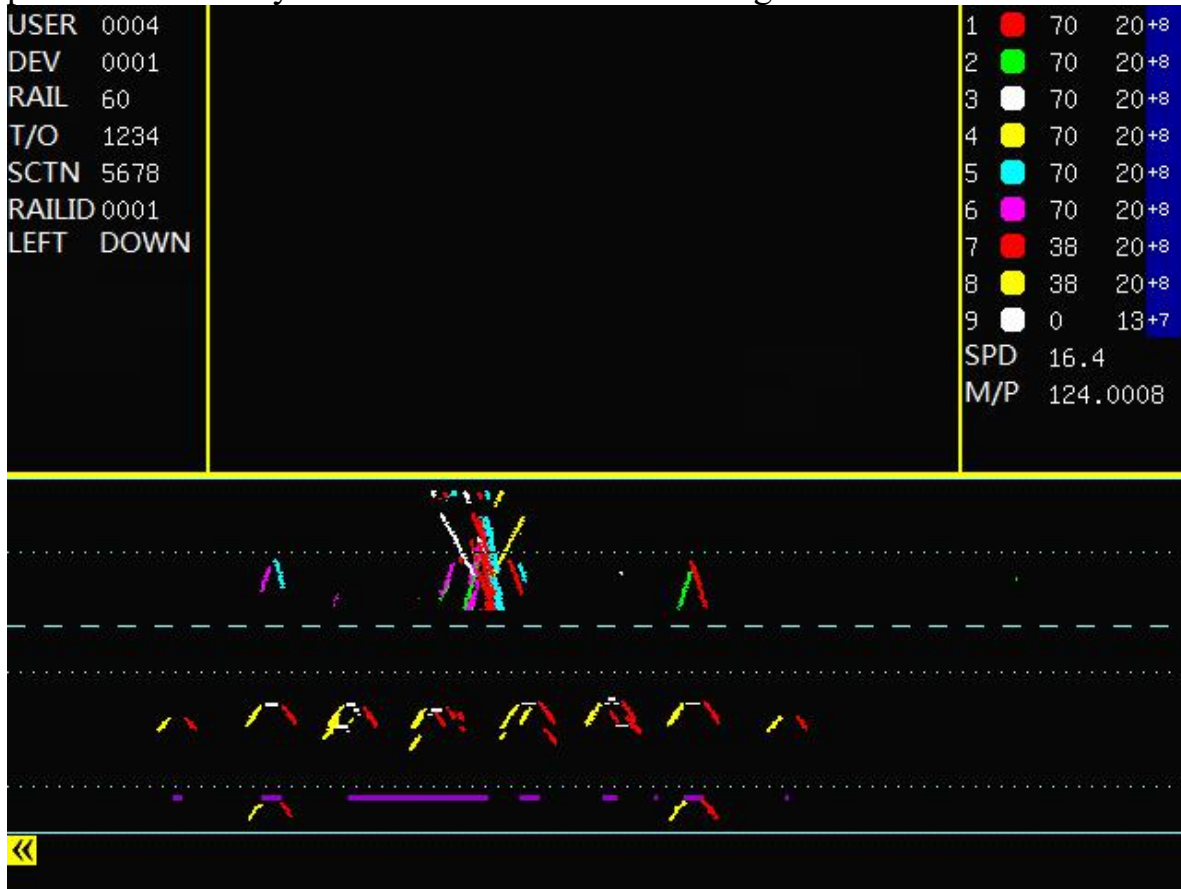 USER 0004
DEV 0001
RAIL 60
T/O 1234
SCTN 5678
RAILID 0001
LEFT DOWN
1 70 20+8
2 70 20+8
3 70 20+8
4 70 20+8
5 70 20+8
6 70 20+8
7 38 20+8
8 38 20+8
9 0 13+7
SPD 16.4
M/P 124.0008
«